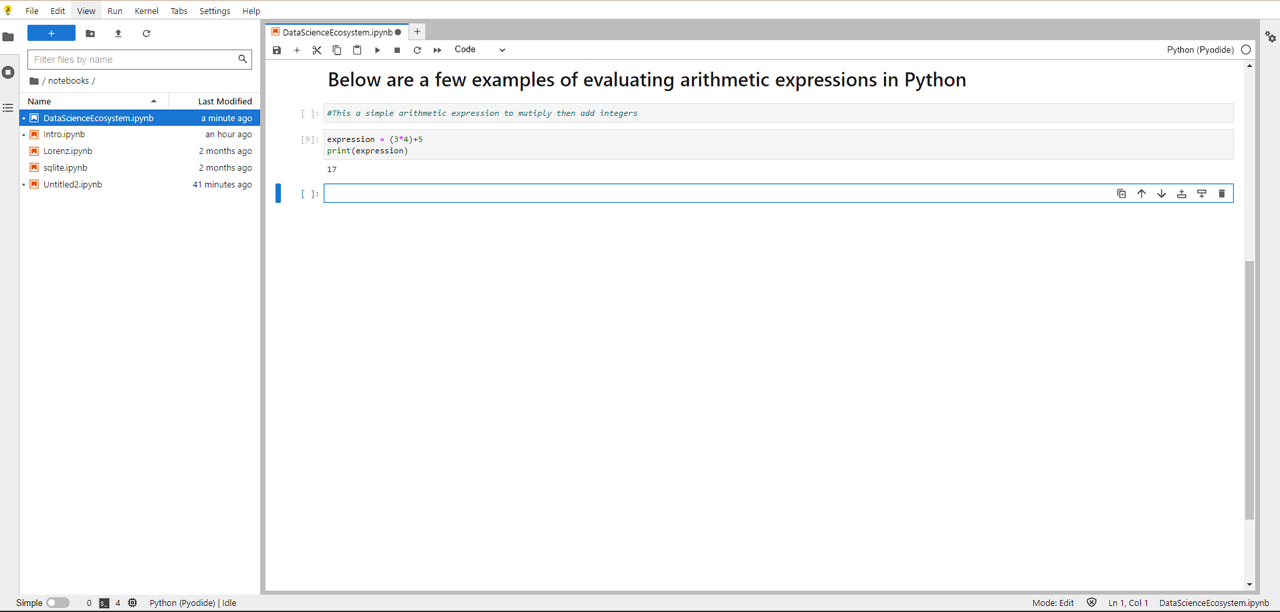 File Edit View Run Kernel Tabs Settings Help
+
Filter files by name
/ notebooks /
Name Last Modified
DataScienceEcosystem.ipynb a minute ago
Intro.ipynb an hour ago
Lorenz.ipynb 2 months ago
sqlite.ipynb 2 months ago
Untitled2.ipynb 41 minutes ago
DataScienceEcosystem.ipynb +
+ Code Python (Pyodide)
Below are a few examples of evaluating arithmetic expressions in Python
[ ]: #This a simple arithmetic expression to mutiply then add integers
[9]: expression = (3*4)+5
print(expression)
17
[ ]:
Simple 0 $_ 4 Python (Pyodide) | Idle Mode: Edit Ln 1, Col 1 DataScienceEcosystem.ipynb